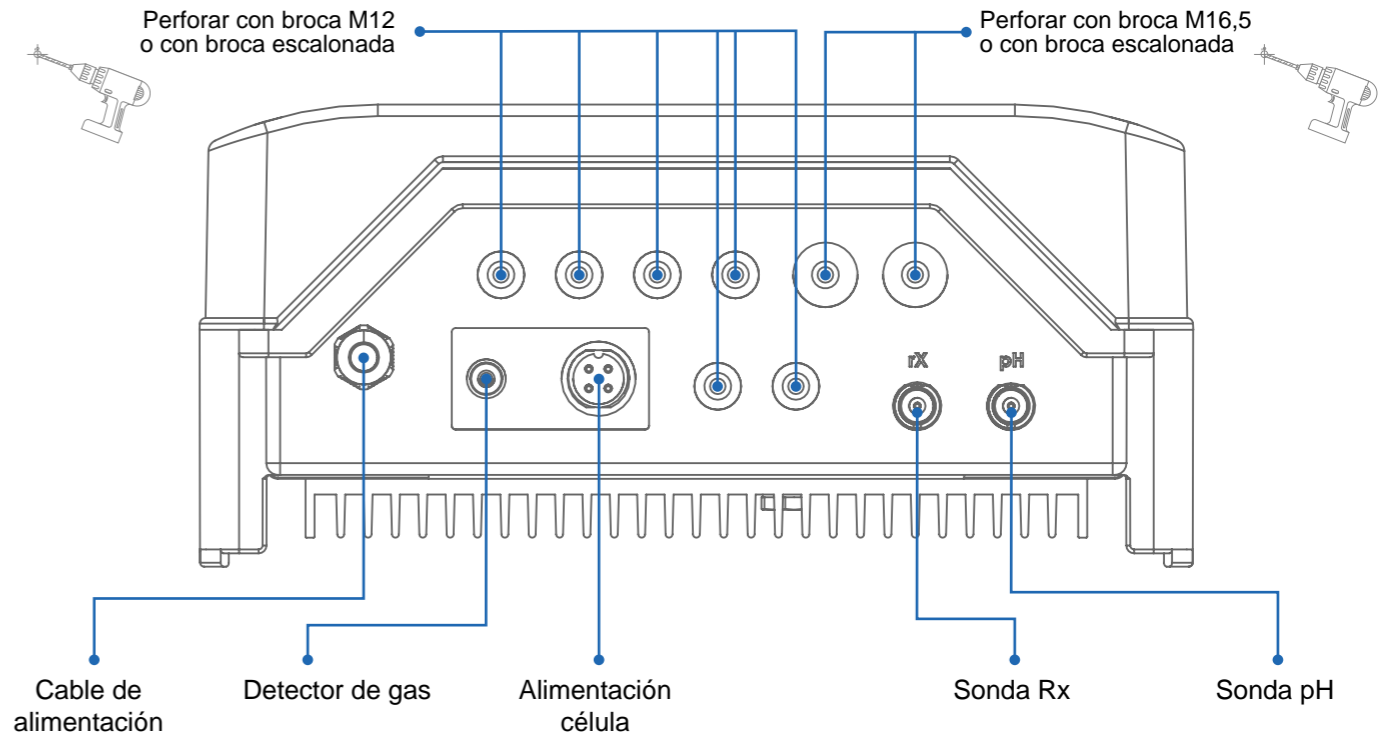 Perforar con broca M12
o con broca escalonada
Perforar con broca M16,5
o con broca escalonada
rX
pH
Cable de
alimentación
Detector de gas
Alimentación
célula
Sonda Rx
Sonda pH